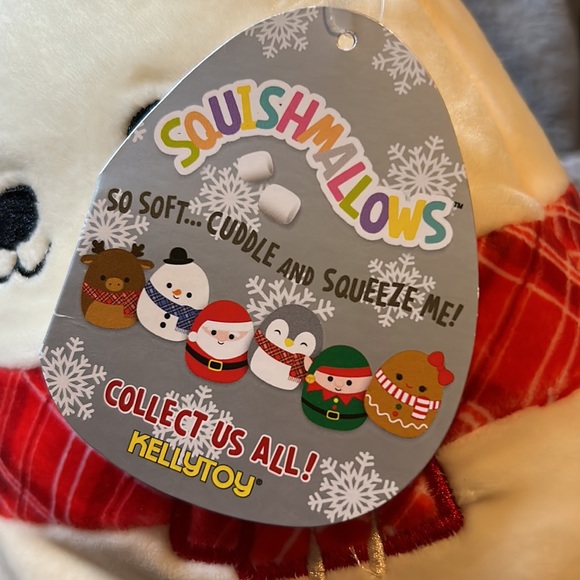 SQUISHMALLOWS™
SO SOFT... CUDDLE AND SQUEEZE ME!
COLLECT US ALL!
KELLYTOY®